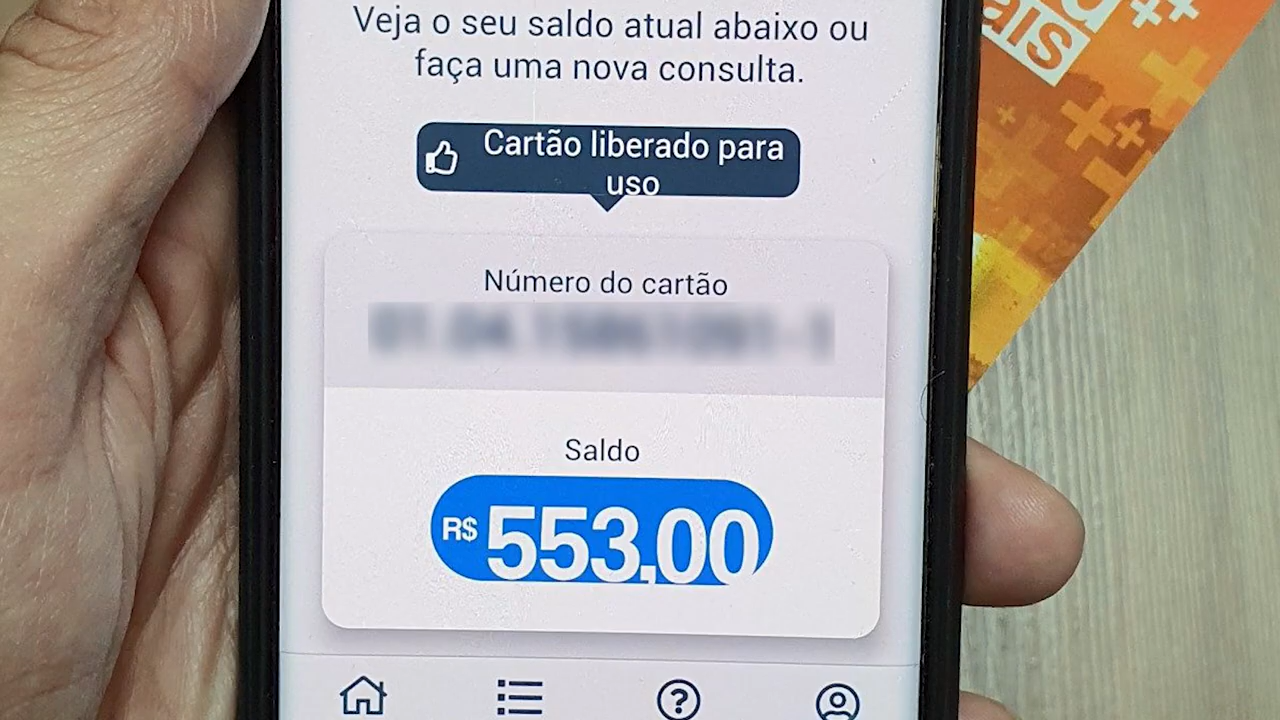 Veja o seu saldo atual abaixo ou
faça uma nova consulta.
Cartão liberado para
uso
Número do cartão
Saldo
R$ 553,00
ais